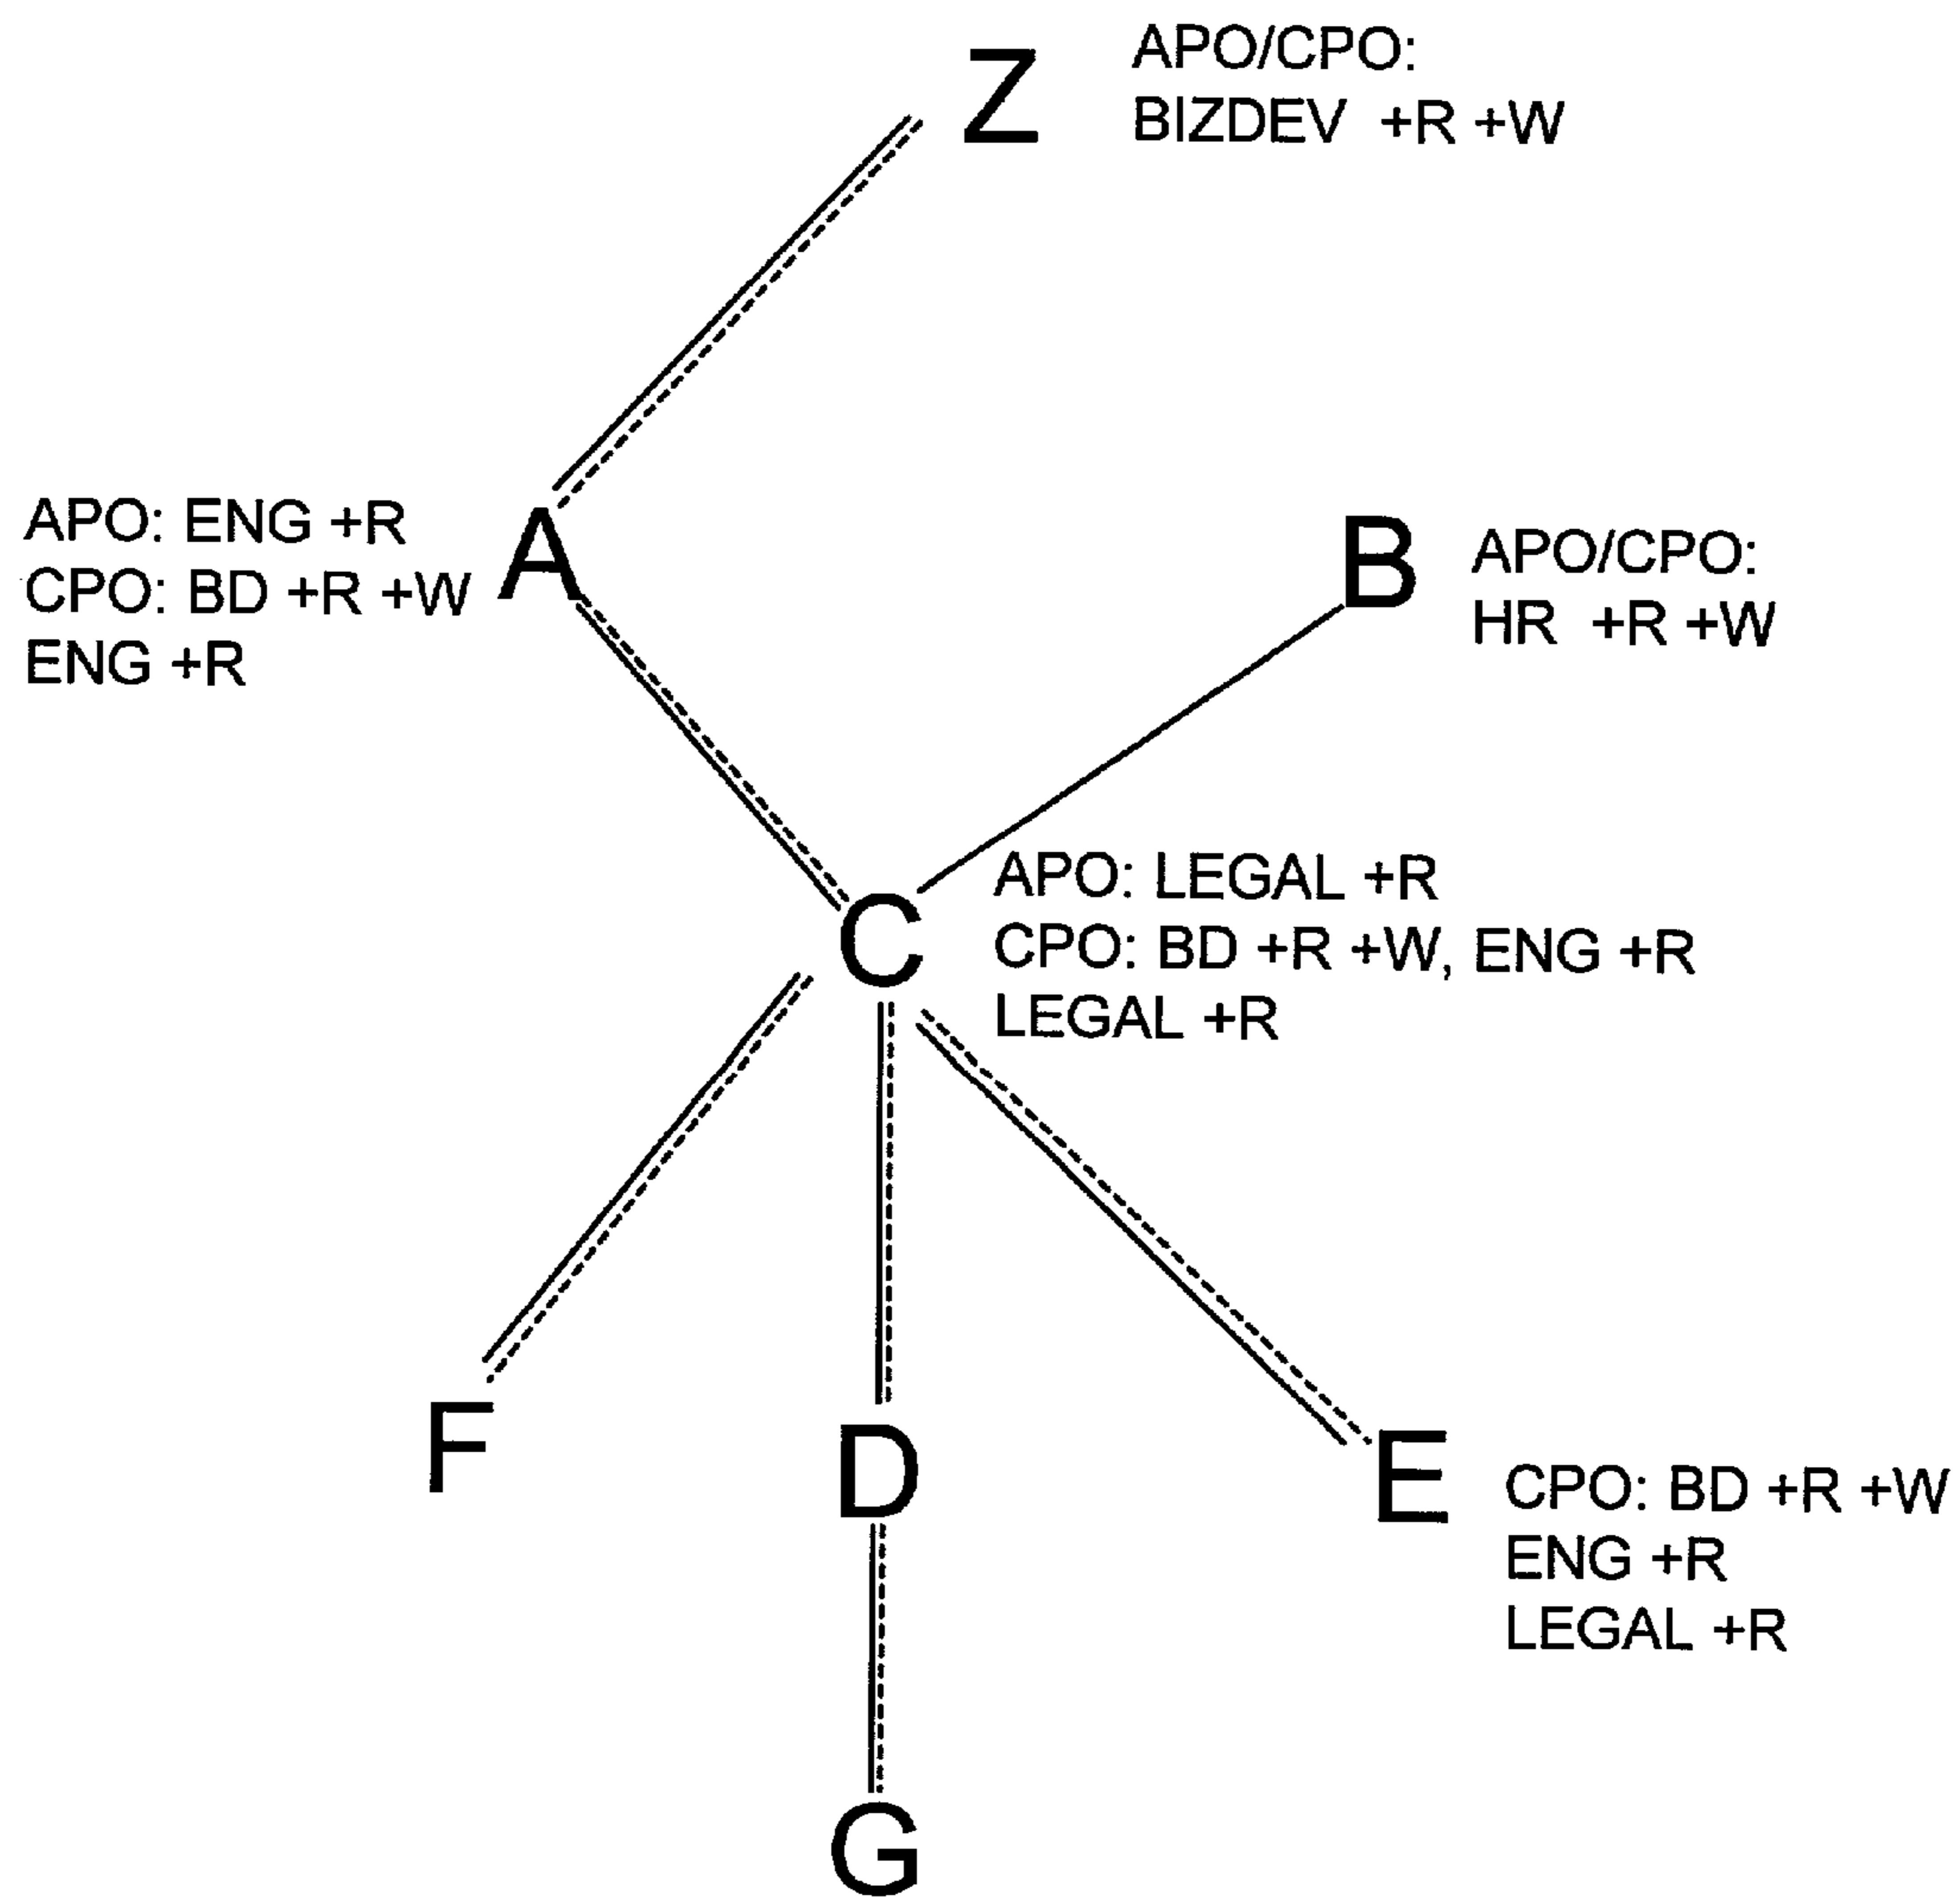 Z
APO/CPO:
BIZDEV +R +W
APO: ENG +R
CPO: BD +R +W
ENG +R
A
B
APO/CPO:
HR +R +W
C
APO: LEGAL +R
CPO: BD +R +W, ENG +R
LEGAL +R
F
D
E
CPO: BD +R +W
ENG +R
LEGAL +R
G